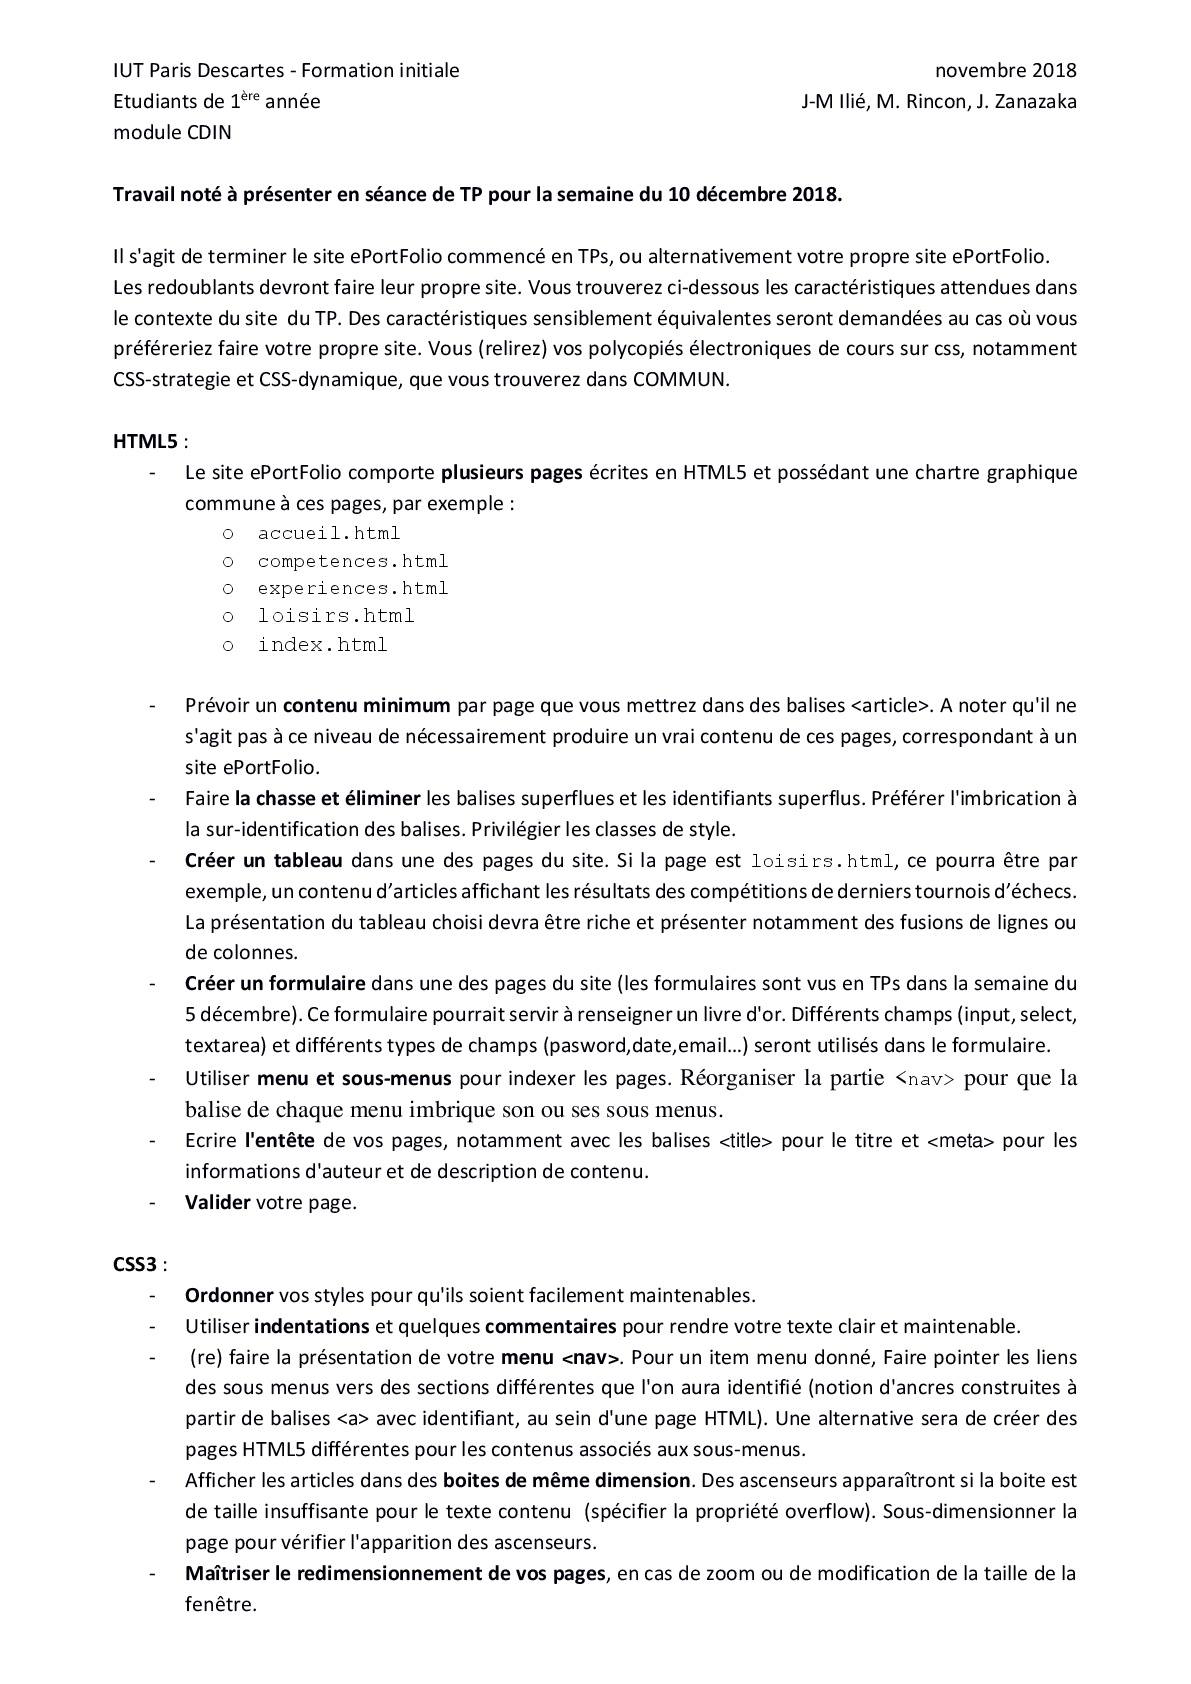 IUT Paris Descartes - Formation initiale novembre 2018
Etudiants de 1ère année J-M Ilié, M. Rincon, J. Zanazaka
module CDIN
Travail noté à présenter en séance de TP pour la semaine du 10 décembre 2018.
Il s'agit de terminer le site ePortFolio commencé en TPs, ou alternativement votre propre site ePortFolio.
Les redoublants devront faire leur propre site. Vous trouverez ci-dessous les caractéristiques attendues dans
le contexte du site du TP. Des caractéristiques sensiblement équivalentes seront demandées au cas où vous
préféreriez faire votre propre site. Vous (relirez) vos polycopiés électroniques de cours sur css, notamment
CSS-strategie et CSS-dynamique, que vous trouverez dans COMMUN.
HTML5 :
- Le site ePortFolio comporte plusieurs pages écrites en HTML5 et possédant une chartre graphique
commune à ces pages, par exemple :
o accueil.html
o competences.html
o experiences.html
o loisirs.html
o index.html
- Prévoir un contenu minimum par page que vous mettrez dans des balises <article>. A noter qu'il ne
s'agit pas à ce niveau de nécessairement produire un vrai contenu de ces pages, correspondant à un
site ePortFolio.
- Faire la chasse et éliminer les balises superflues et les identifiants superflus. Préférer l'imbrication à
la sur-identification des balises. Privilégier les classes de style.
- Créer un tableau dans une des pages du site. Si la page est loisirs.html, ce pourra être par
exemple, un contenu d’articles affichant les résultats des compétitions de derniers tournois d’échecs.
La présentation du tableau choisi devra être riche et présenter notamment des fusions de lignes ou
de colonnes.
- Créer un formulaire dans une des pages du site (les formulaires sont vus en TPs dans la semaine du
5 décembre). Ce formulaire pourrait servir à renseigner un livre d'or. Différents champs (input, select,
textarea) et différents types de champs (pasword,date,email…) seront utilisés dans le formulaire.
- Utiliser menu et sous-menus pour indexer les pages. Réorganiser la partie <nav> pour que la
balise de chaque menu imbrique son ou ses sous menus.
- Ecrire l'entête de vos pages, notamment avec les balises <title> pour le titre et <meta> pour les
informations d'auteur et de description de contenu.
- Valider votre page.
CSS3 :
- Ordonner vos styles pour qu'ils soient facilement maintenables.
- Utiliser indentations et quelques commentaires pour rendre votre texte clair et maintenable.
- (re) faire la présentation de votre menu <nav>. Pour un item menu donné, Faire pointer les liens
des sous menus vers des sections différentes que l'on aura identifié (notion d'ancres construites à
partir de balises <a> avec identifiant, au sein d'une page HTML). Une alternative sera de créer des
pages HTML5 différentes pour les contenus associés aux sous-menus.
- Afficher les articles dans des boites de même dimension. Des ascenseurs apparaîtront si la boite est
de taille insuffisante pour le texte contenu (spécifier la propriété overflow). Sous-dimensionner la
page pour vérifier l'apparition des ascenseurs.
- Maîtriser le redimensionnement de vos pages, en cas de zoom ou de modification de la taille de la
fenêtre.